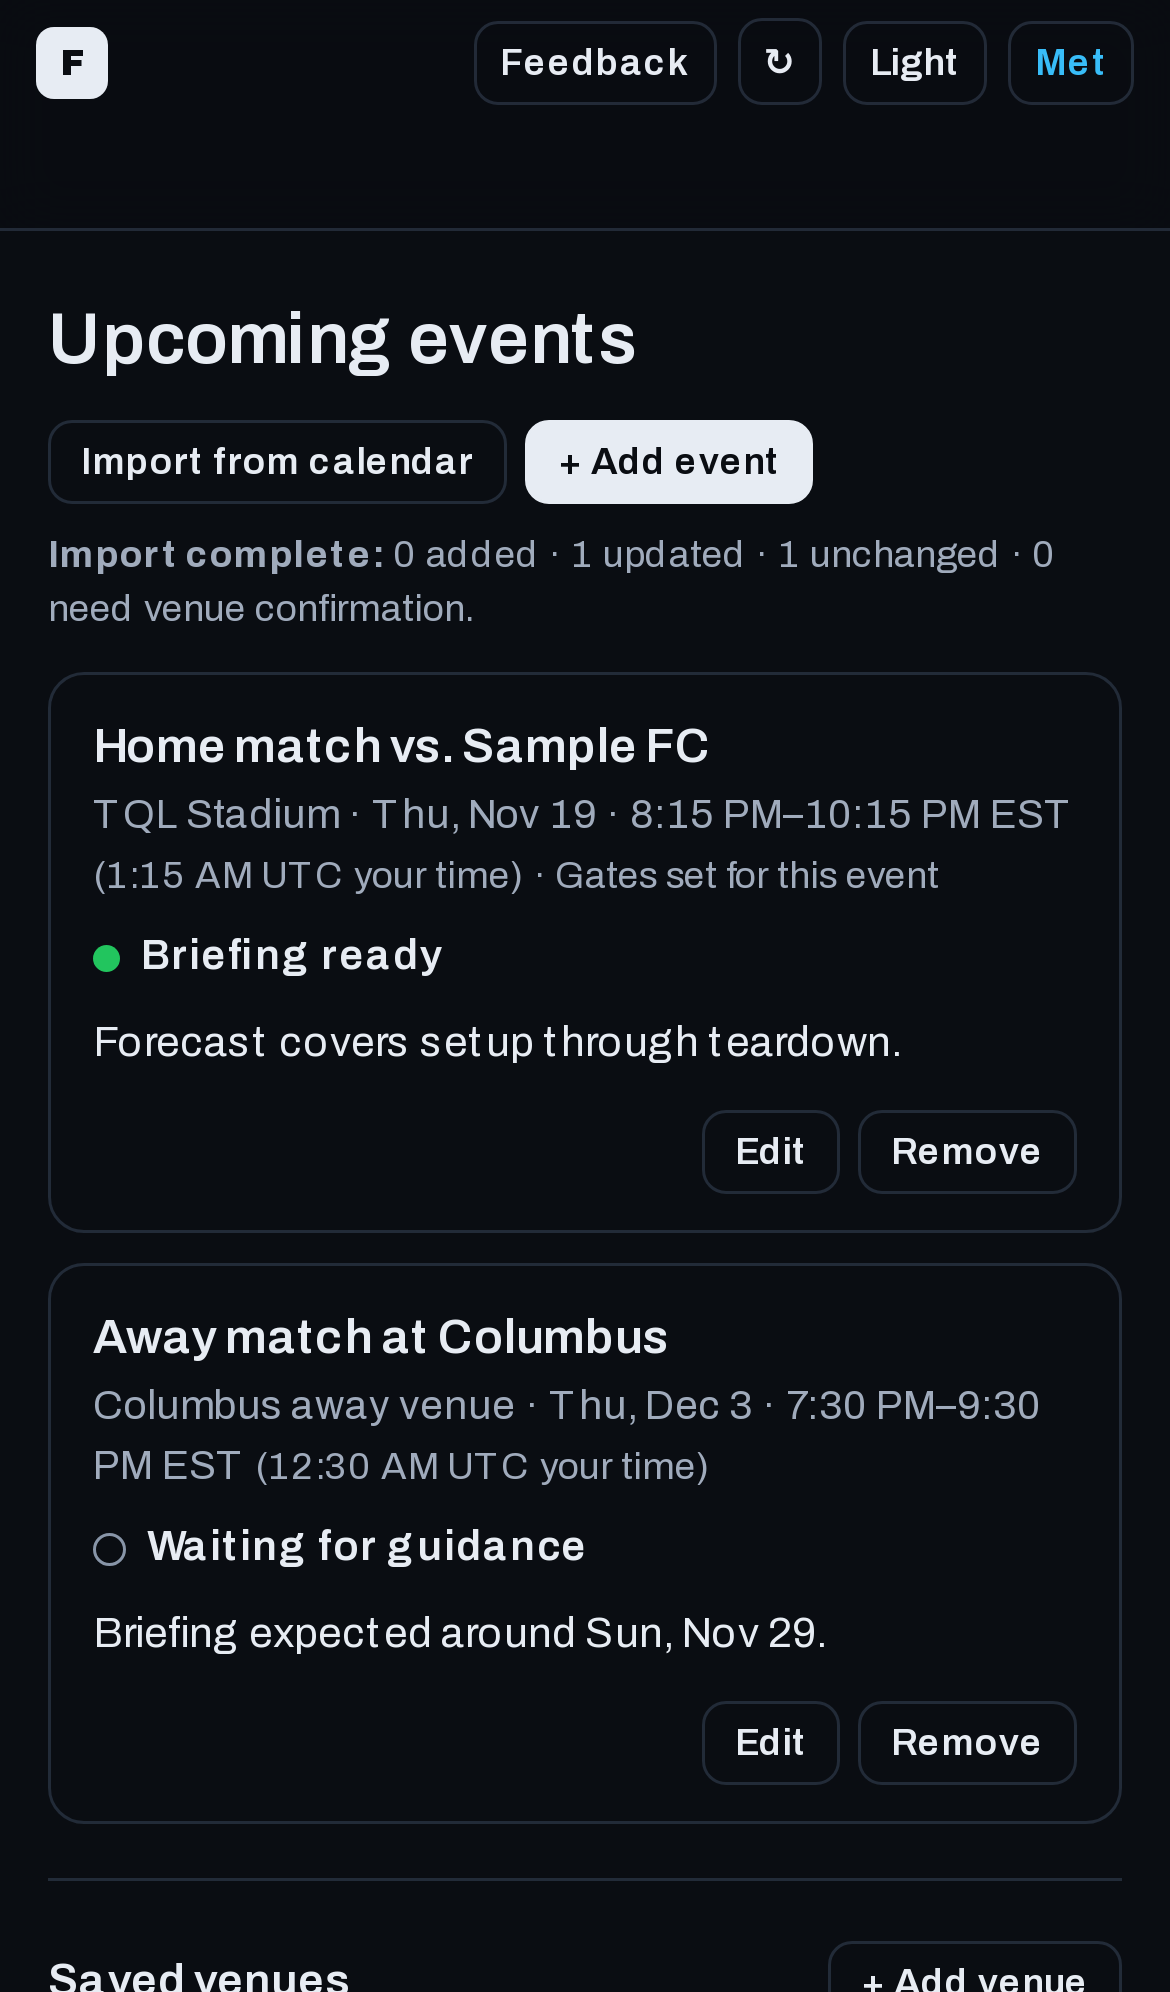 F
Feedback
↻
Light
Met
Upcoming events
Import from calendar
+ Add event
Import complete: 0 added · 1 updated · 1 unchanged · 0
need venue confirmation.
Home match vs. Sample FC
TQL Stadium · Thu, Nov 19 · 8:15 PM–10:15 PM EST
(1:15 AM UTC your time) · Gates set for this event
Briefing ready
Forecast covers setup through teardown.
Edit
Remove
Away match at Columbus
Columbus away venue · Thu, Dec 3 · 7:30 PM–9:30
PM EST (12:30 AM UTC your time)
Waiting for guidance
Briefing expected around Sun, Nov 29.
Edit
Remove
Saved venues
+ Add venue